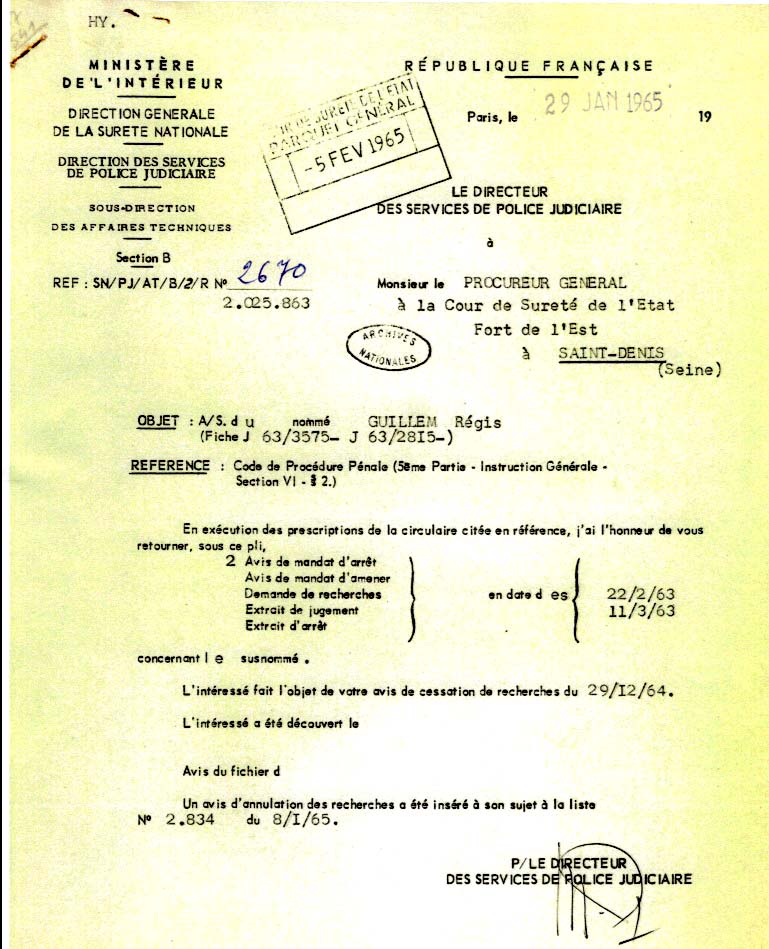 HY.
MINISTÈRE
DE L'INTÉRIEUR
DIRECTION GENERALE
DE LA SURETE NATIONALE
DIRECTION DES SERVICES
DE POLICE JUDICIAIRE
SOUS-DIRECTION
DES AFFAIRES TECHNIQUES
Section B
REF : SN/PJ/AT/B/2/R Nº 2670
2.025.863
RÉPUBLIQUE FRANÇAISE
Paris, le 29 JAN 1965 19
DE SURETE DE L'ETAT
PARQUET GENERAL
-5 FEV 1965
LE DIRECTEUR
DES SERVICES DE POLICE JUDICIAIRE
à
Monsieur le PROCUREUR GENERAL
à la Cour de Sureté de l'Etat
Fort de l'Est
à SAINT-DENIS
(Seine)
ARCHIVES
NATIONALES
OBJET : A/S. d u nommé GUILLEM Régis
(Fiche J 63/3575- J 63/28I5-)
REFERENCE : Code de Procédure Pénale (5ème Partie - Instruction Générale -
Section VI - § 2.)
En exécution des prescriptions de la circulaire citée en référence, j'ai l'honneur de vous
retourner, sous ce pli,
2 Avis de mandat d'arrêt
Avis de mandat d'amener
Demande de recherches en date d es 22/2/63
Extrait de jugement 11/3/63
Extrait d'arrêt
concernant l e susnommé .
L'intéressé fait l'objet de votre avis de cessation de recherches du 29/I2/64.
L'intéressé a été découvert le
Avis du fichier d
Un avis d'annulation des recherches a été inséré à son sujet à la liste
Nº 2.834 du 8/I/65.
P/LE DIRECTEUR
DES SERVICES DE POLICE JUDICIAIRE